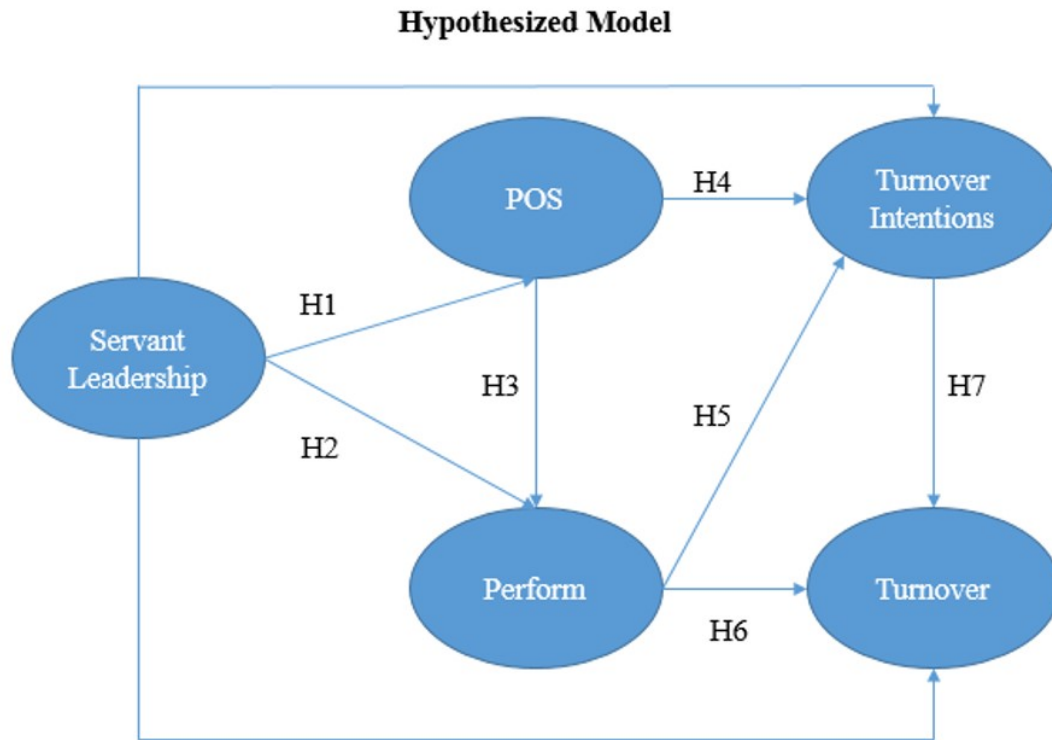 Hypothesized Model
POS
H4
Turnover
Intentions
H1
Servant
Leadership
H3
H5
H7
H2
Perform
H6
Turnover